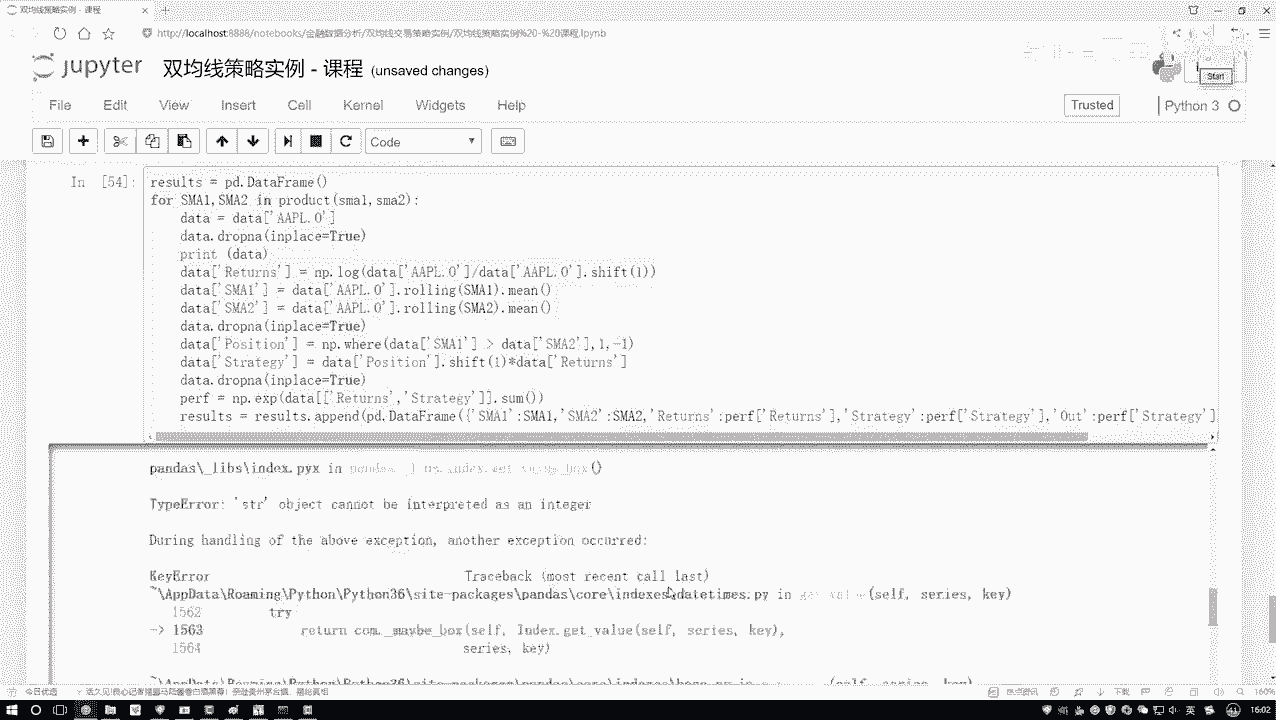 双均线策略实例 - 课程
http://localhost:8888/notebooks/金融数据分析/双均线交易策略实例/双均线策略实例%20-%20课程.ipynb
jupyter 双均线策略实例 - 课程 (unsaved changes)
Start
File Edit View Insert Cell Kernel Widgets Help Trusted Python 3
Code
In [54]: results = pd.DataFrame()
for SMA1,SMA2 in product(sma1,sma2):
data = data['AAPL.O']
data.dropna(inplace=True)
print (data)
data['Returns'] = np.log(data['AAPL.O']/data['AAPL.O'].shift(1))
data['SMA1'] = data['AAPL.O'].rolling(SMA1).mean()
data['SMA2'] = data['AAPL.O'].rolling(SMA2).mean()
data.dropna(inplace=True)
data['Position'] = np.where(data['SMA1'] > data['SMA2'],1,-1)
data['Strategy'] = data['Position'].shift(1)*data['Returns']
data.dropna(inplace=True)
perf = np.exp(data[['Returns','Strategy']].sum())
results = results.append(pd.DataFrame({'SMA1':SMA1,'SMA2':SMA2,'Returns':perf['Returns'],'Strategy':perf['Strategy'],'Out':perf['Strategy']
pandas\_libs\index.pyx in
TypeError: 'str' object cannot be interpreted as an integer
During handling of the above exception, another exception occurred:
KeyError Traceback (most recent call last)
~\AppData\Roaming\Python\Python36\site-packages\pandas\core\indexes\datetimes.py in get_value(self, series, key)
1562 try
-> 1563 return com._maybe_box(self, Index.get_value(self, series, key),
1564 series, key)
今日优选
下载
160%
英
16:02